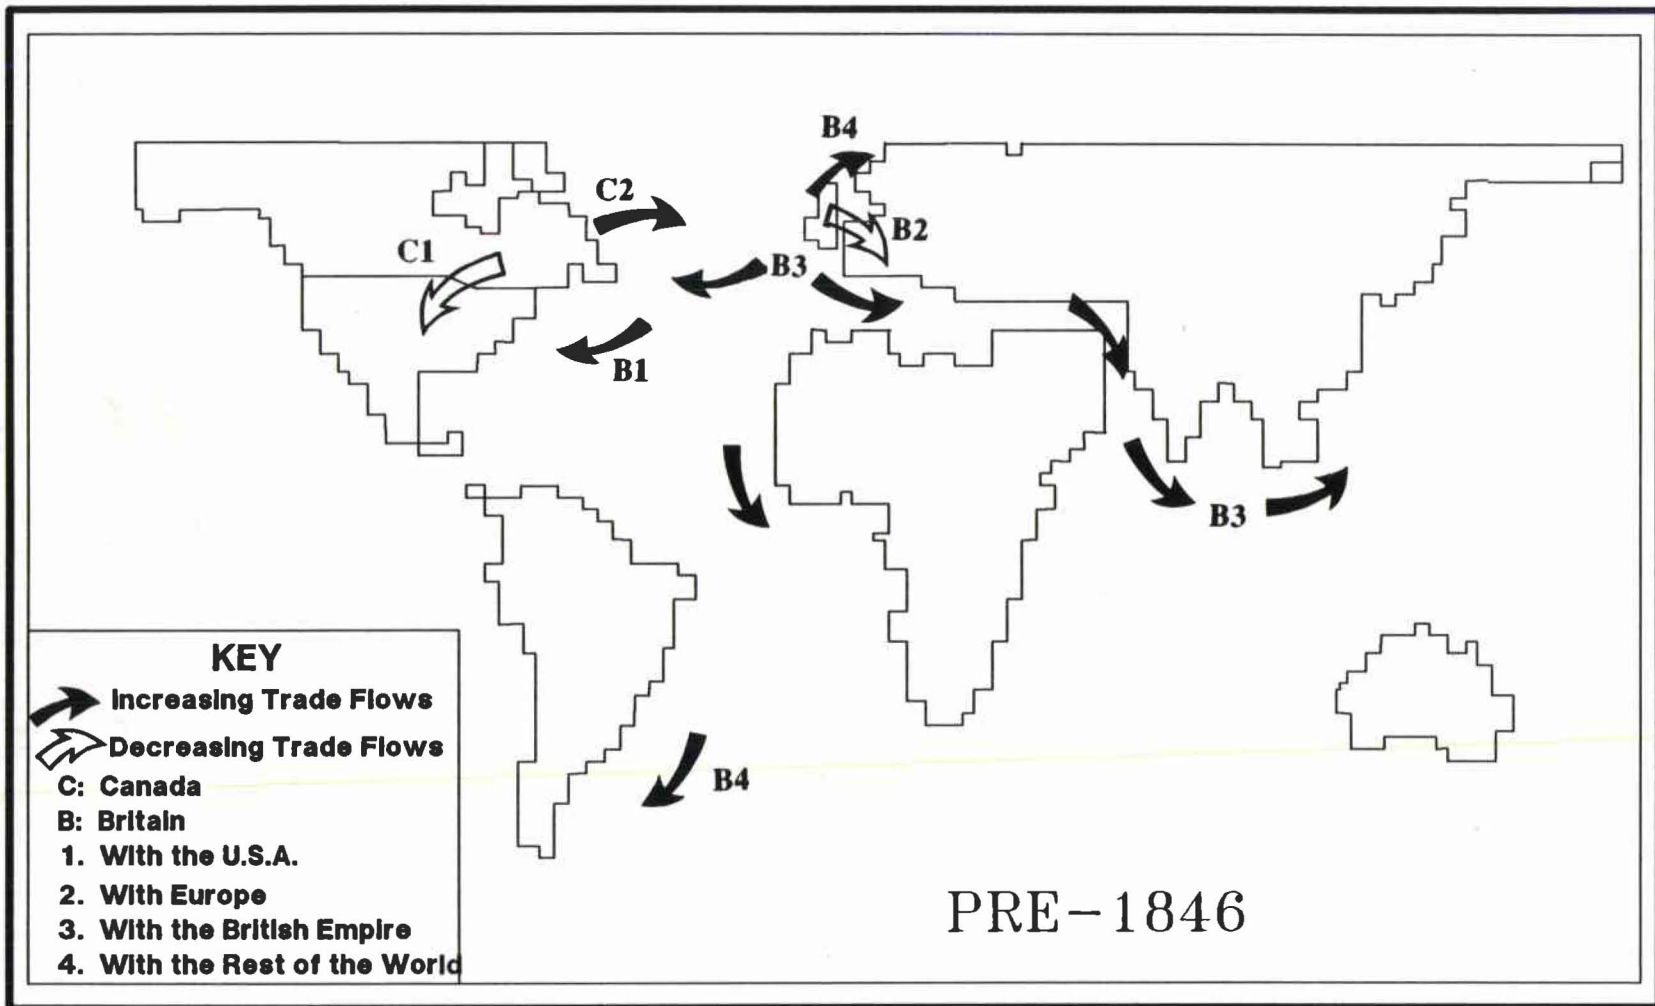 B4
C2
C1
B2
B3
B1
B3
B4
KEY
Increasing Trade Flows
Decreasing Trade Flows
C: Canada
B: Britain
1. With the U.S.A.
2. With Europe
3. With the British Empire
4. With the Rest of the World
PRE-1846